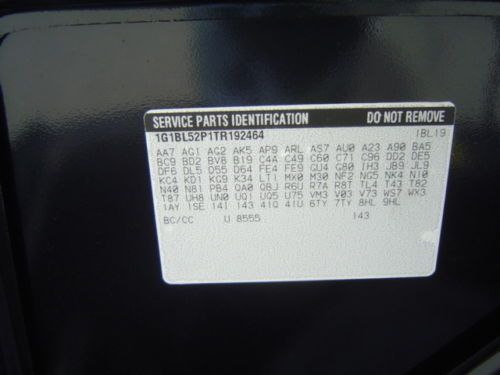 SERVICE PARTS IDENTIFICATION DO NOT REMOVE
1G1BL52P1TR192464 1BL19
AA7 AG1 AG2 AK5 AP9 ARL AS7 AU0 A23 A90 BA5
BC9 BD2 BVB B19 C4A C49 C60 C71 C96 DD2 DE5
DF6 DL5 D55 D64 FE4 FE9 GU4 G80 IH3 JB3 JL9
KC4 KD1 KG9 K34 LT1 MX0 M30 NF2 NG5 NK4 N10
N40 N81 PB4 QA0 QBJ R6U R7A R8T TL4 T43 T82
T87 UH8 UN0 UQ1 UQ5 U75 VM3 V03 V73 WS7 WX3
1AY 1SE 14I 143 41Q 41U 6TY 7TY 8HL 9HL
BC/CC U 8555 143